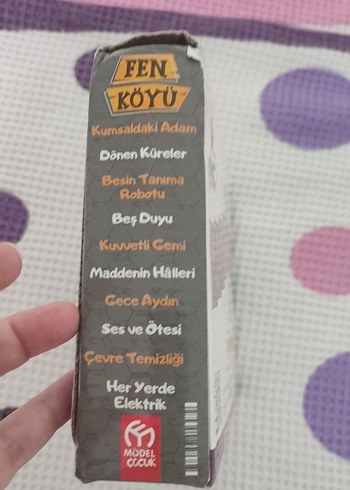 FEN
KÖYÜ
Kumsaldaki Adam
Dönen Küreler
Besin Tanıma
Robotu
Beş Duyu
Kuvvetli Gemi
Maddenin Hâlleri
Gece Aydın
Ses ve Ötesi
Çevre Temizliği
Her Yerde
Elektrik
MODEL
ÇOCUK